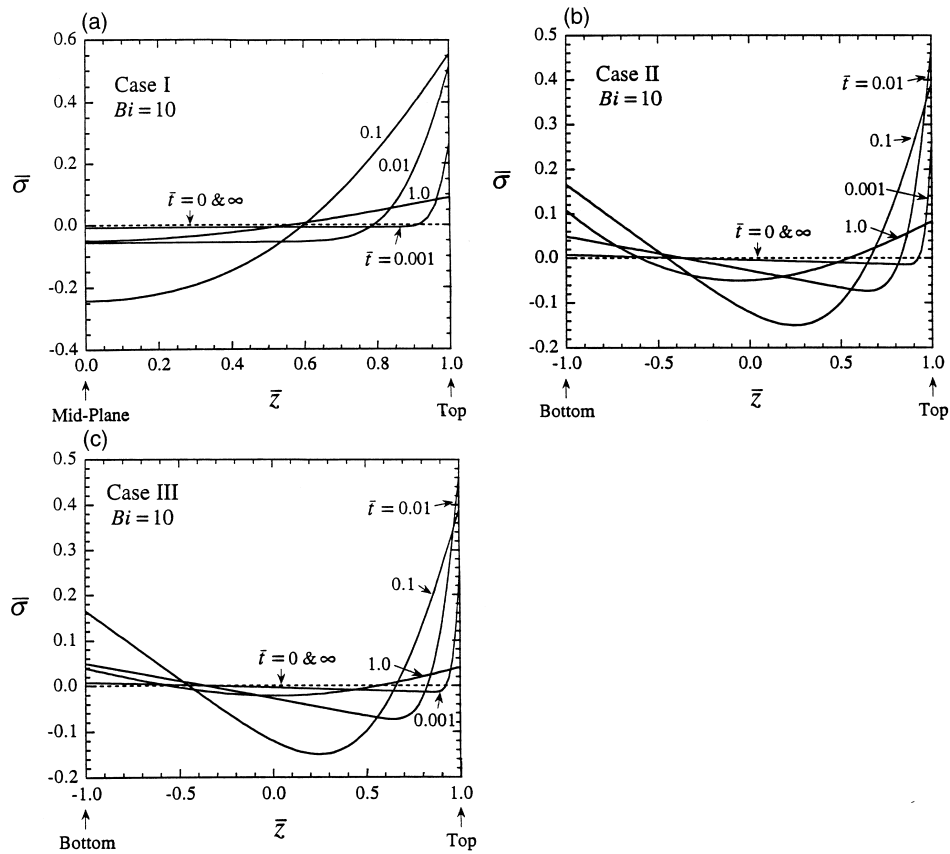 (a)
0.6
0.4
0.2
0.0
-0.2
-0.4
σ̅
Case I
Bi = 10
0.1
0.01
1.0
t̅ = 0 & ∞
t̅ = 0.001
0.0
0.2
0.4
0.6
0.8
1.0
z̅
Mid-Plane
Top
(b)
0.5
0.4
0.3
0.2
0.1
0.0
-0.1
-0.2
σ̅
Case II
Bi = 10
t̅ = 0.01
0.1
0.001
1.0
t̅ = 0 & ∞
-1.0
-0.5
0.0
0.5
1.0
z̅
Bottom
Top
(c)
0.5
0.4
0.3
0.2
0.1
0.0
-0.1
-0.2
σ̅
Case III
Bi = 10
t̅ = 0.01
0.1
t̅ = 0 & ∞
1.0
0.001
-1.0
-0.5
0.0
0.5
1.0
z̅
Bottom
Top